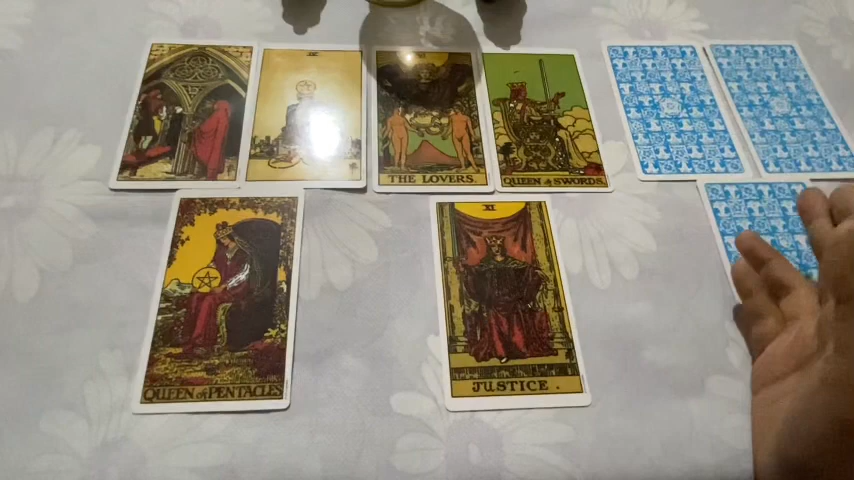 THE LOVERS.
QUEEN of SWORDS.
QUEEN of PENTACLES
XI
JUSTICE .